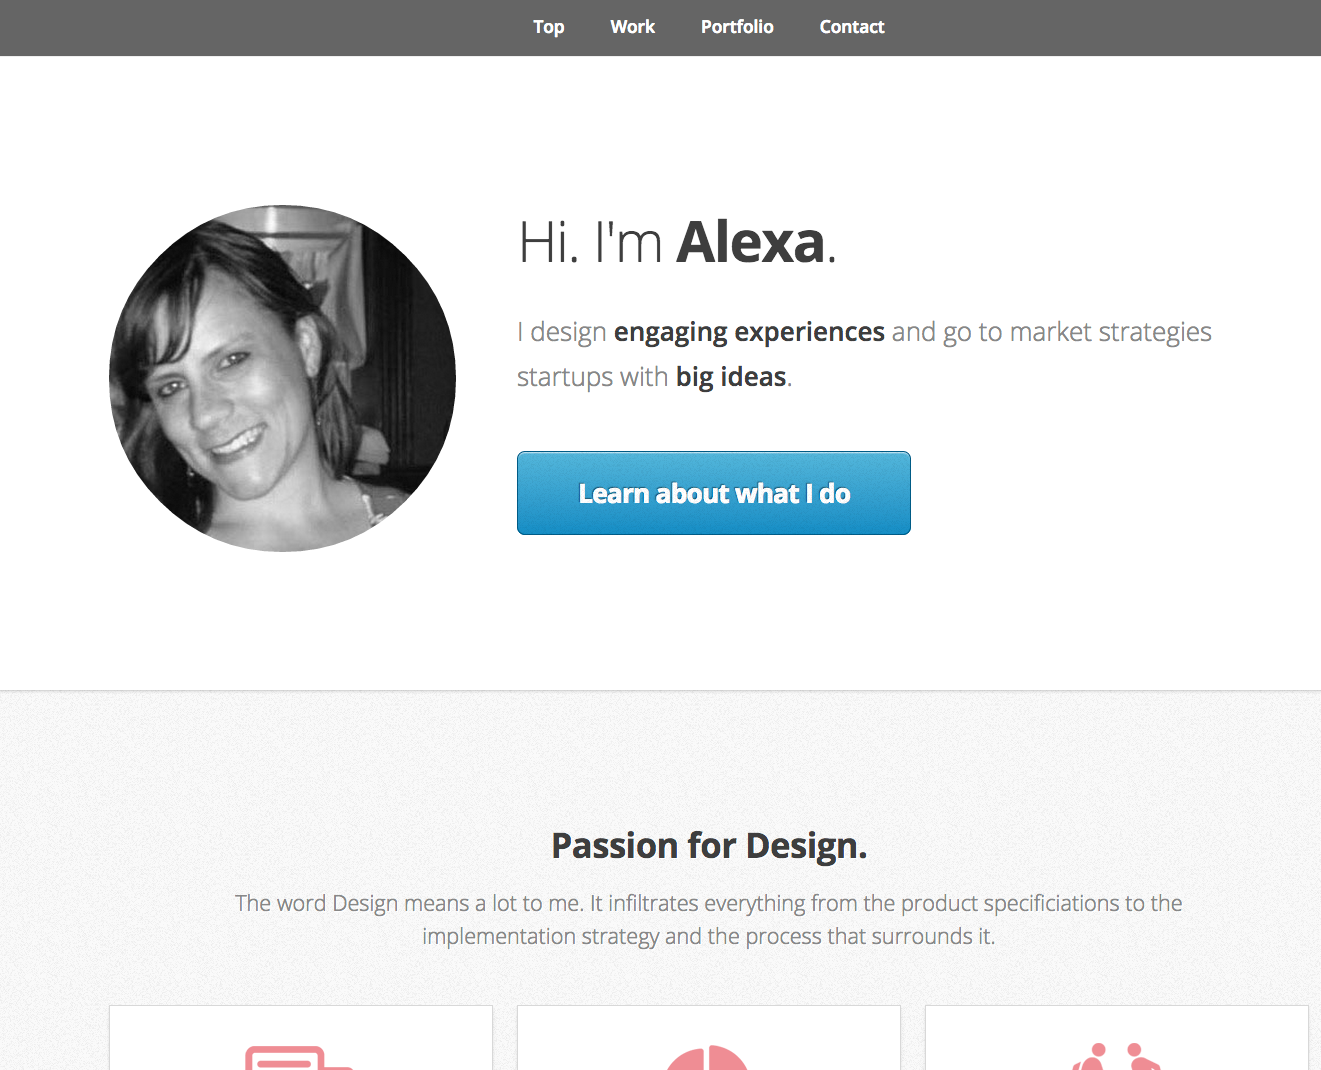 Top Work Portfolio Contact
Hi. I'm Alexa.
I design engaging experiences and go to market strategies
startups with big ideas.
Learn about what I do
Passion for Design.
The word Design means a lot to me. It infiltrates everything from the product specificiations to the
implementation strategy and the process that surrounds it.